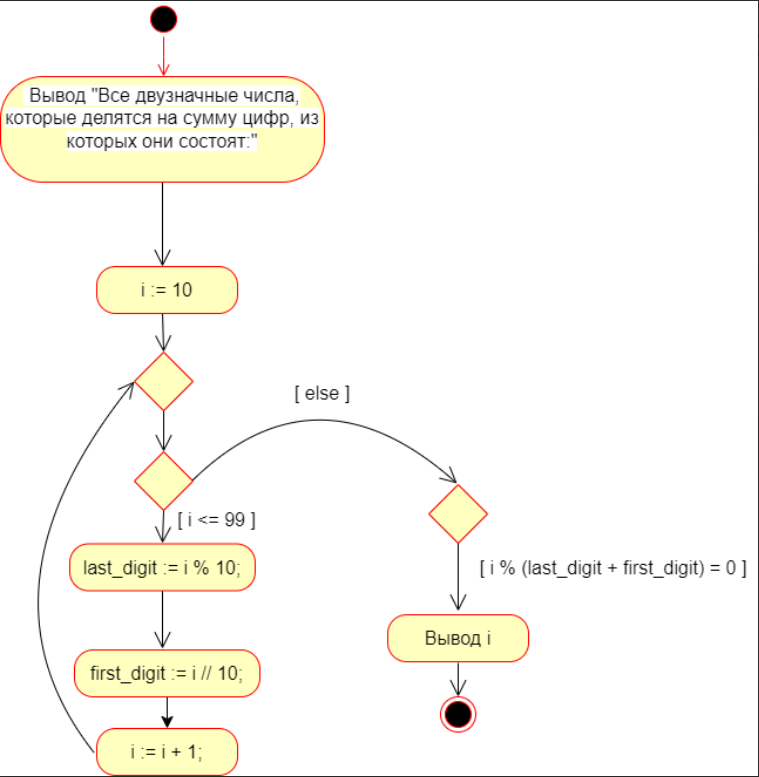 Вывод "Все двузначные числа,
которые делятся на сумму цифр, из
которых они состоят:"
i := 10
[ else ]
[ i <= 99 ]
last_digit := i % 10;
[ i % (last_digit + first_digit) = 0 ]
Вывод i
first_digit := i // 10;
i := i + 1;